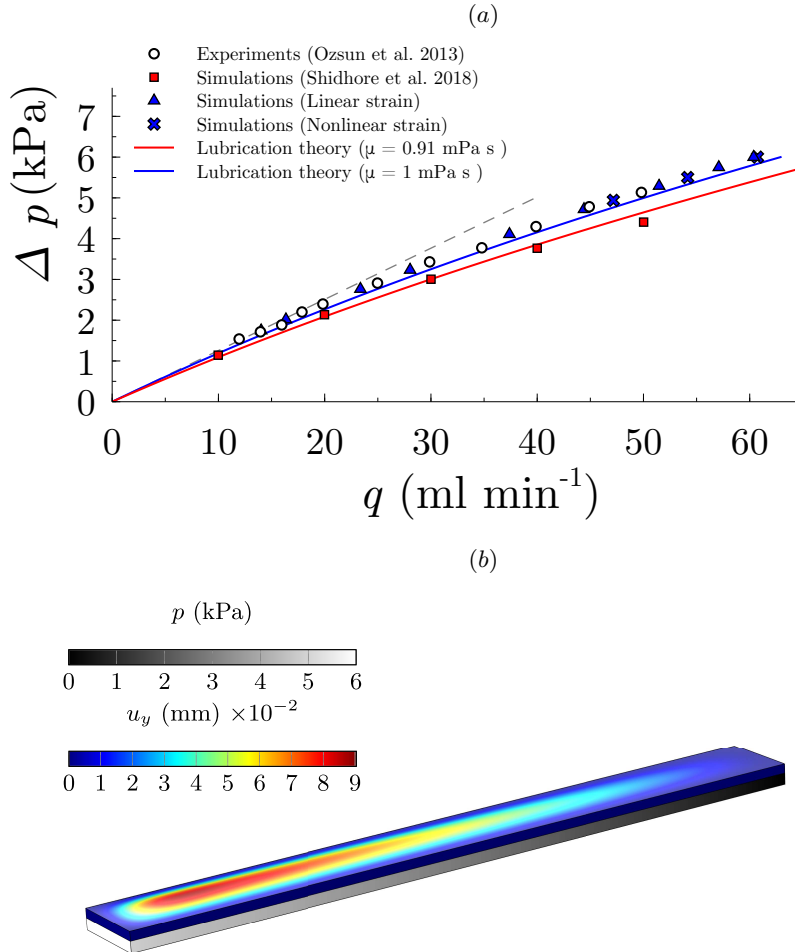 (a)
Experiments (Ozsun et al. 2013)
Simulations (Shidhore et al. 2018)
Simulations (Linear strain)
Simulations (Nonlinear strain)
Lubrication theory (μ = 0.91 mPa s )
Lubrication theory (μ = 1 mPa s )
Δ p (kPa)
7
6
5
4
3
2
1
0
0 10 20 30 40 50 60
q (ml min⁻¹)
(b)
p (kPa)
0 1 2 3 4 5 6
u_y (mm) ×10⁻²
0 1 2 3 4 5 6 7 8 9